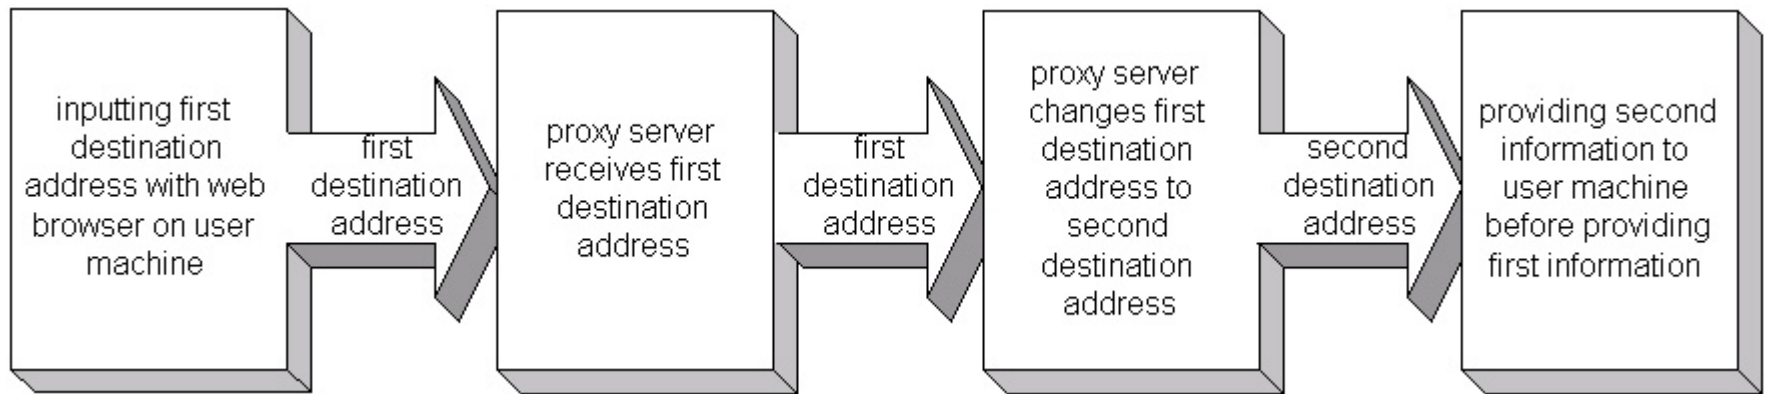 inputting first
destination
address with web
browser on user
machine
first
destination
address
proxy server
receives first
destination
address
first
destination
address
proxy server
changes first
destination
address to
second
destination
address
second
destination
address
providing second
information to
user machine
before providing
first information